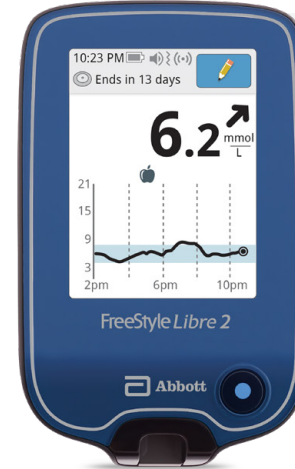 10:23 PM
Ends in 13 days
6.2 mmol
L
21
15
9
3
2pm 6pm 10pm
FreeStyle Libre 2
Abbott